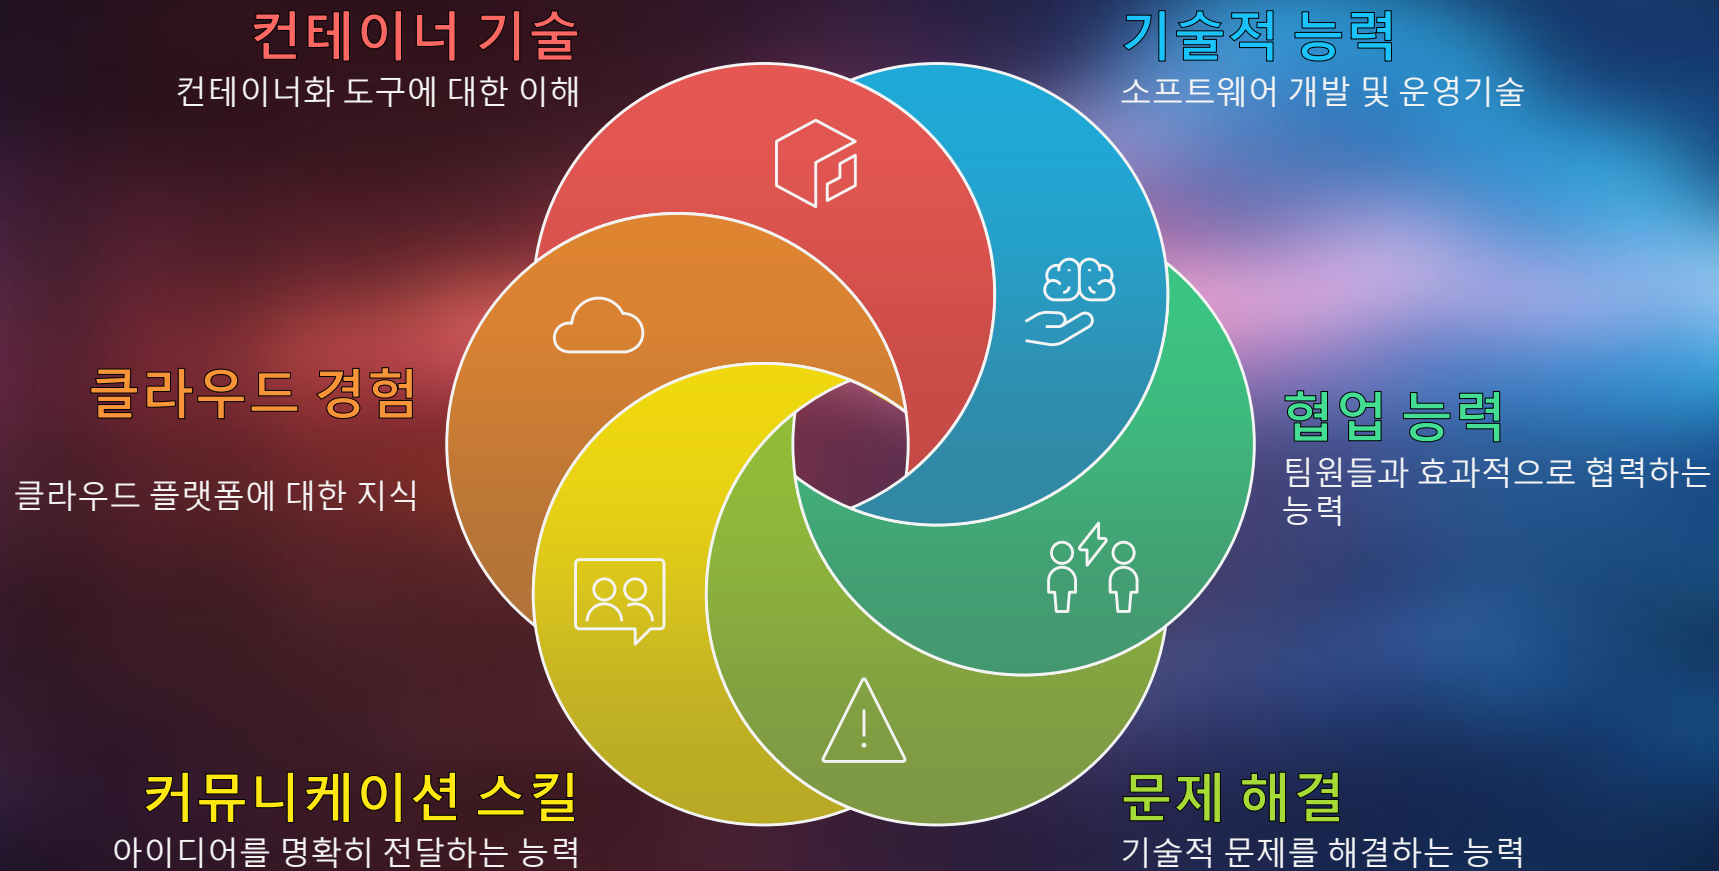 컨테이너 기술
컨테이너화 도구에 대한 이해
기술적 능력
소프트웨어 개발 및 운영기술
클라우드 경험
클라우드 플랫폼에 대한 지식
협업 능력
팀원들과 효과적으로 협력하는
능력
커뮤니케이션 스킬
아이디어를 명확히 전달하는 능력
문제 해결
기술적 문제를 해결하는 능력